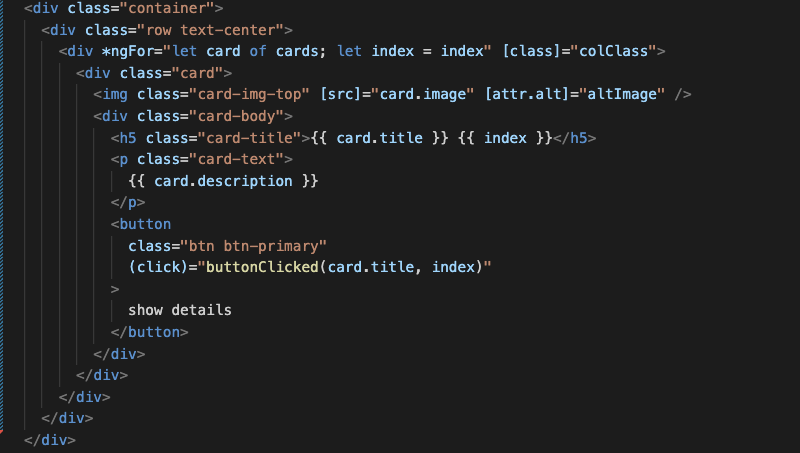 <div class="container">
<div class="row text-center">
<div *ngFor="let card of cards; let index = index" [class]="colClass">
<div class="card">
<img class="card-img-top" [src]="card.image" [attr.alt]="altImage" />
<div class="card-body">
<h5 class="card-title">{{ card.title }} {{ index }}</h5>
<p class="card-text">
{{ card.description }}
</p>
<button
class="btn btn-primary"
(click)="buttonClicked(card.title, index)"
>
show details
</button>
</div>
</div>
</div>
</div>
</div>